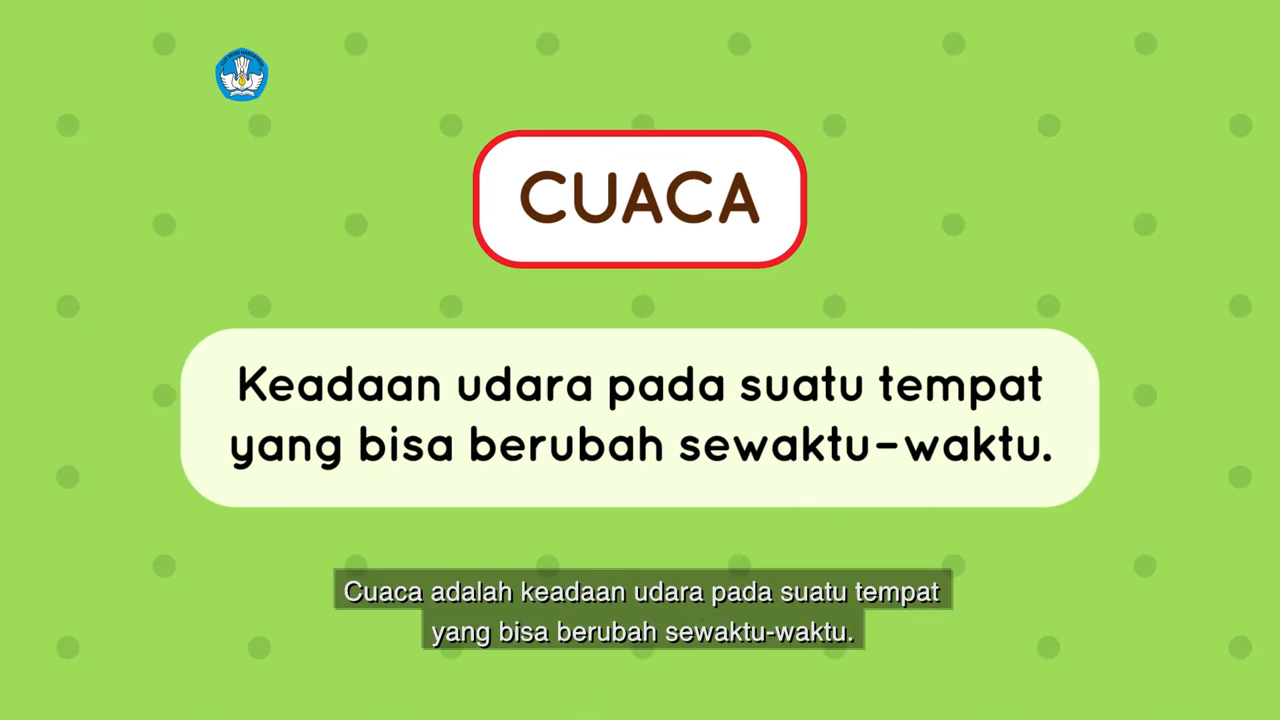 CUACA
Keadaan udara pada suatu tempat
yang bisa berubah sewaktu-waktu.
Cuaca adalah keadaan udara pada suatu tempat
yang bisa berubah sewaktu-waktu.